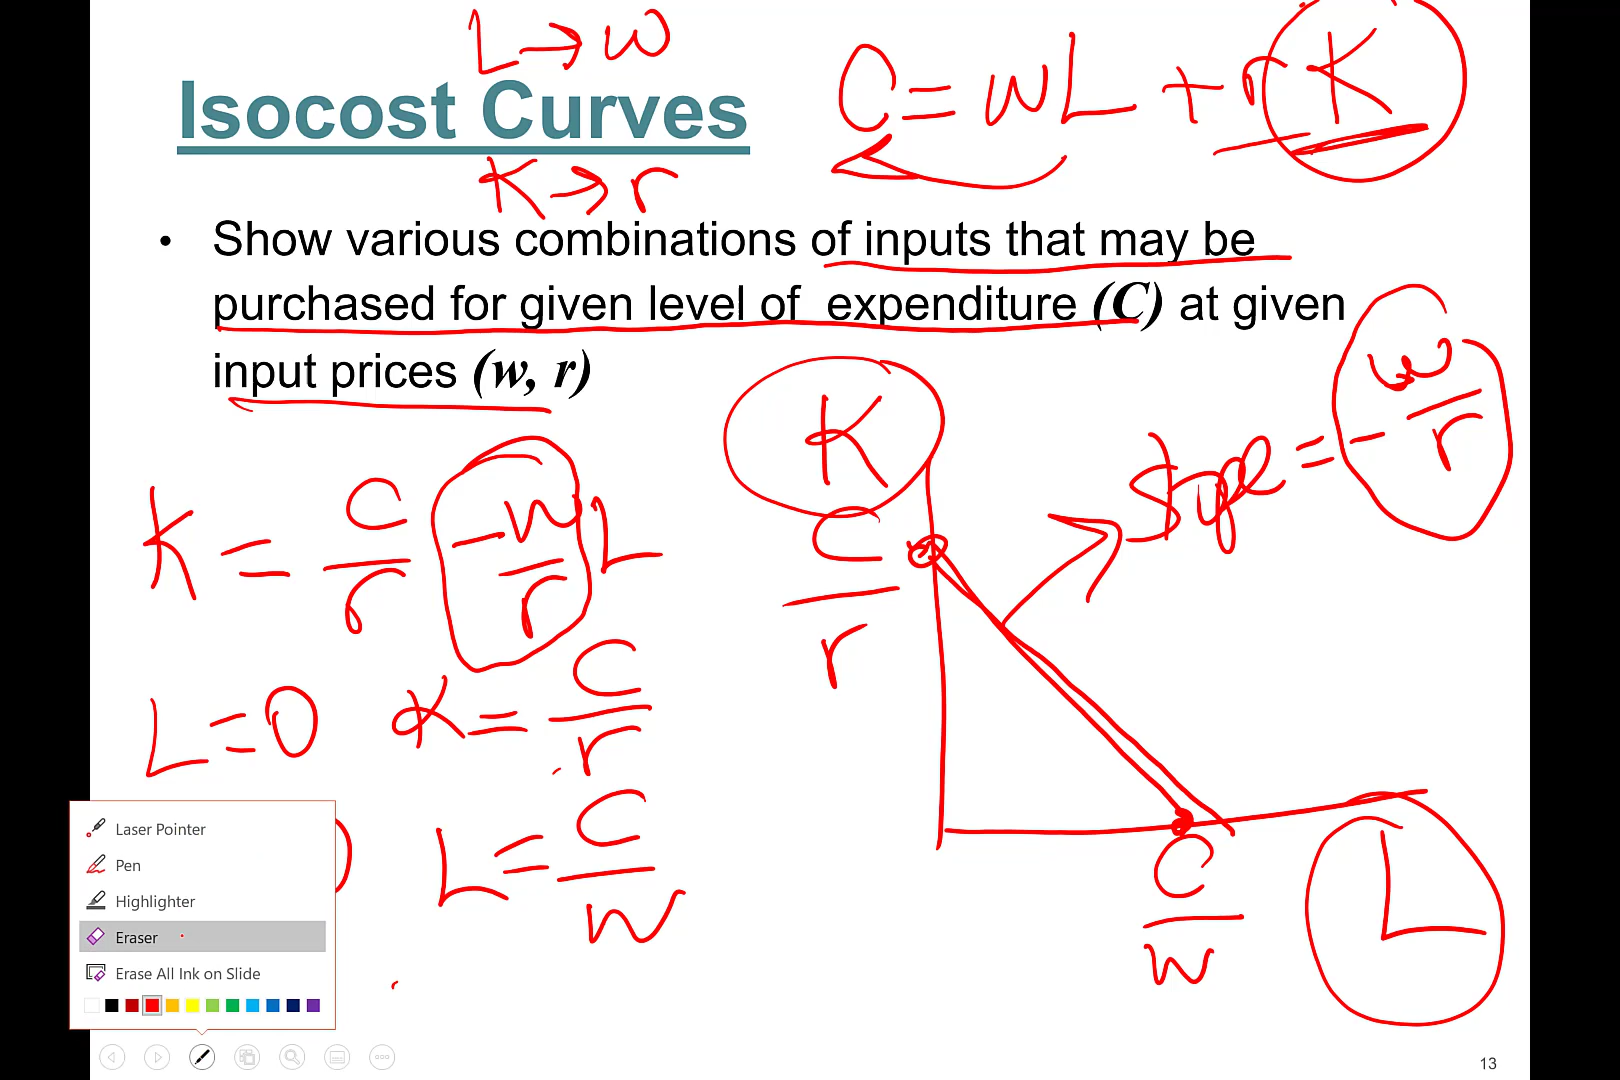 L → w
Isocost Curves
C = wL + rK
K → r
• Show various combinations of inputs that may be
purchased for given level of expenditure (C) at given
input prices (w, r)
K
slope = - w/r
K = C/r - w/r L
C/r
L = 0 K = C/r
L = C/w
C/w
L
Laser Pointer
Pen
Highlighter
Eraser
Erase All Ink on Slide
13